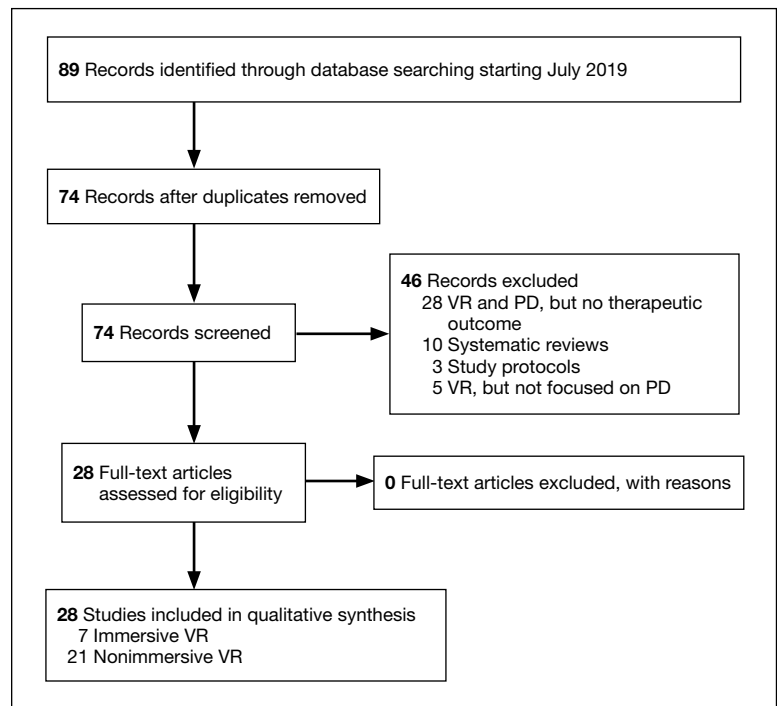 89 Records identified through database searching starting July 2019
74 Records after duplicates removed
74 Records screened
46 Records excluded
28 VR and PD, but no therapeutic
outcome
10 Systematic reviews
3 Study protocols
5 VR, but not focused on PD
28 Full-text articles
assessed for eligibility
0 Full-text articles excluded, with reasons
28 Studies included in qualitative synthesis
7 Immersive VR
21 Nonimmersive VR